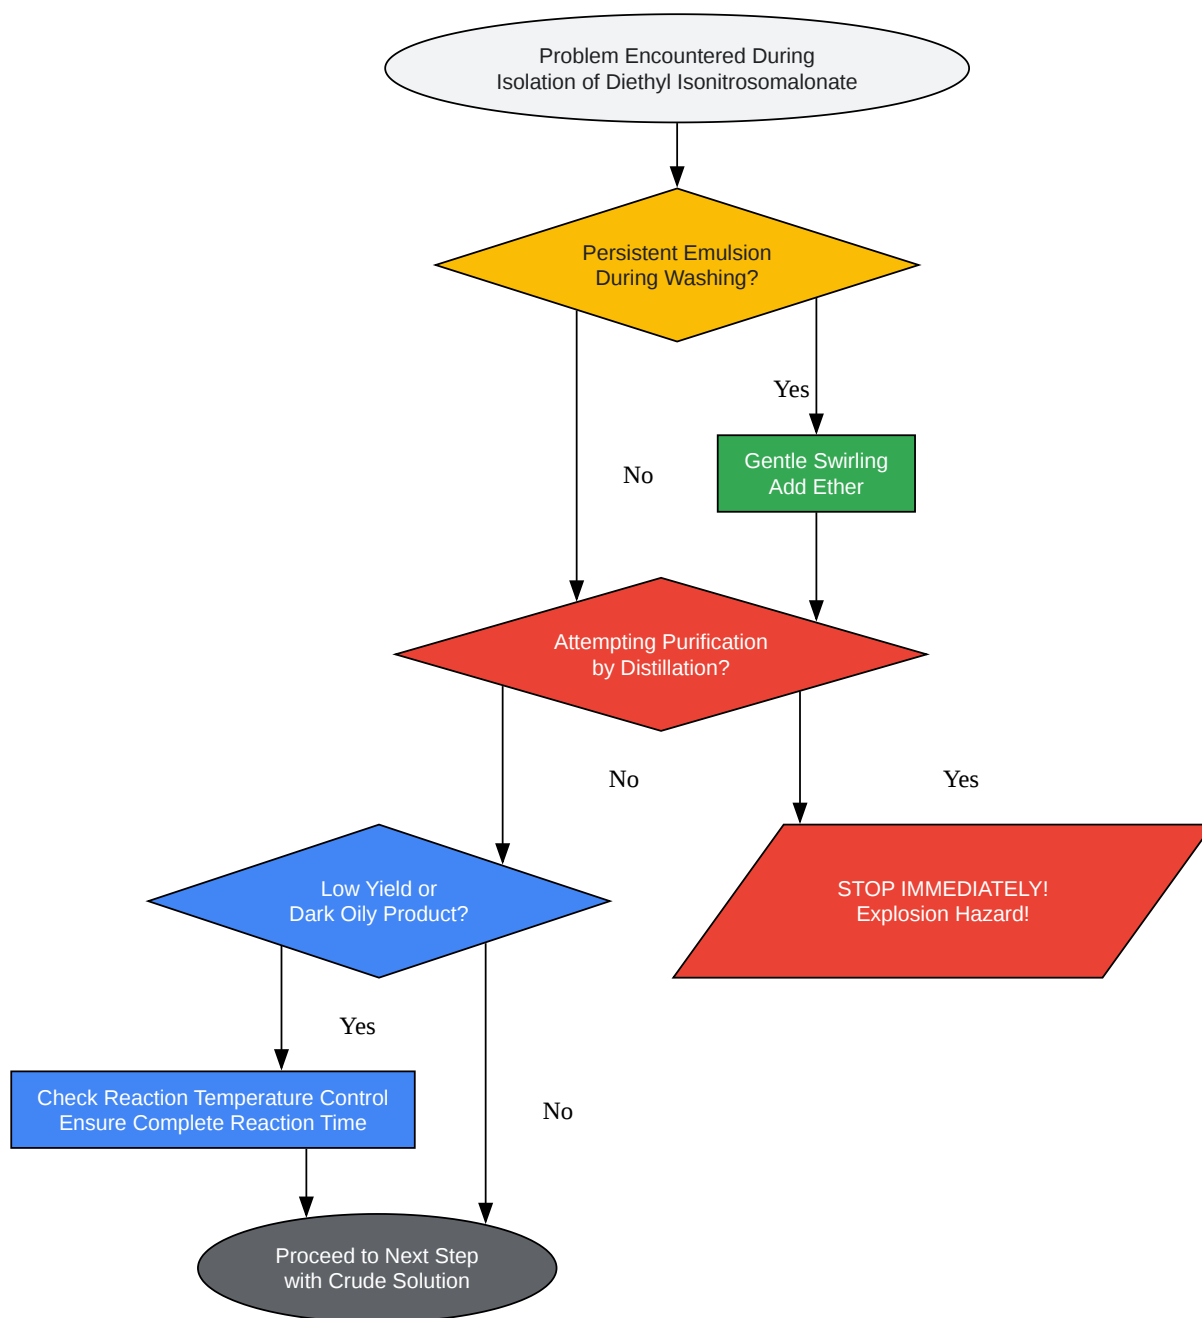 Problem Encountered During
Isolation of Diethyl Isonitrosomalonate
Persistent Emulsion
During Washing?
Yes
No
Gentle Swirling
Add Ether
Attempting Purification
by Distillation?
No
Yes
Low Yield or
Dark Oily Product?
STOP IMMEDIATELY!
Explosion Hazard!
Yes
No
Check Reaction Temperature Control
Ensure Complete Reaction Time
Proceed to Next Step
with Crude Solution